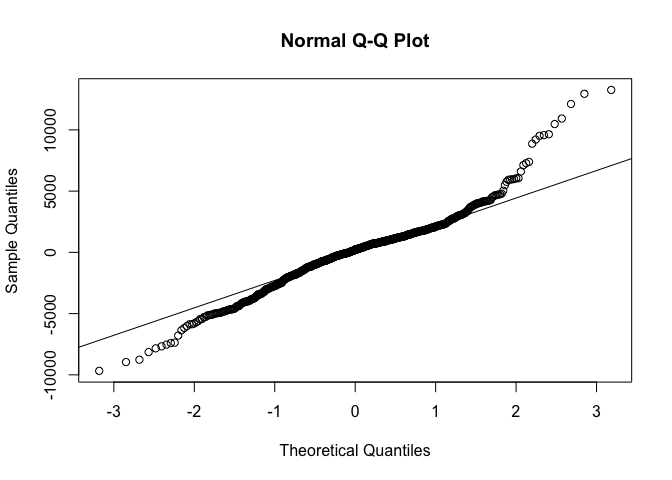 Normal Q-Q Plot
Sample Quantiles
10000
5000
0
-5000
-10000
-3 -2 -1 0 1 2 3
Theoretical Quantiles